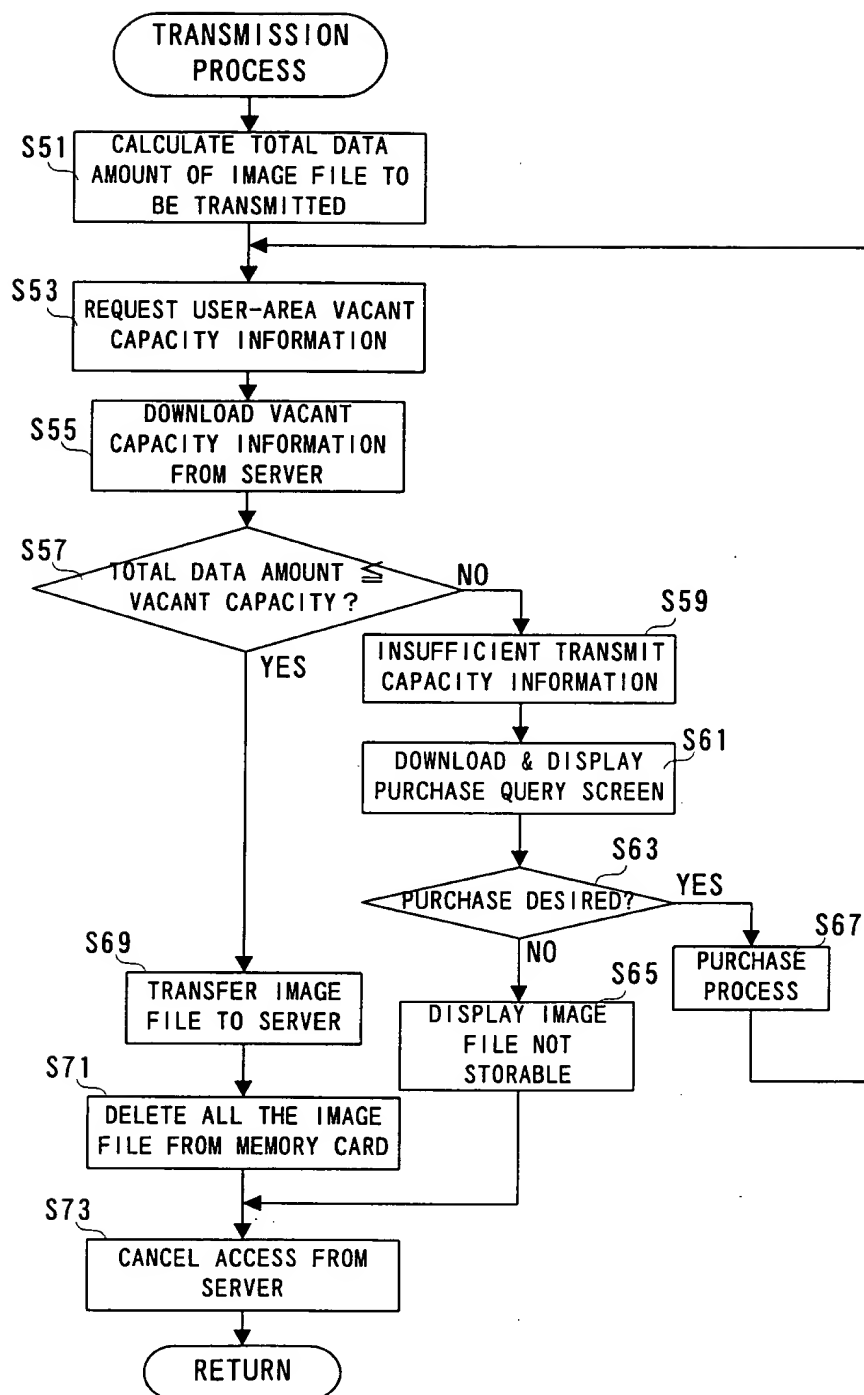 TRANSMISSION
PROCESS
S51
CALCULATE TOTAL DATA
AMOUNT OF IMAGE FILE TO
BE TRANSMITTED
S53
REQUEST USER-AREA VACANT
CAPACITY INFORMATION
S55
DOWNLOAD VACANT
CAPACITY INFORMATION
FROM SERVER
S57
TOTAL DATA AMOUNT ≦
VACANT CAPACITY?
NO
YES
S59
INSUFFICIENT TRANSMIT
CAPACITY INFORMATION
S61
DOWNLOAD & DISPLAY
PURCHASE QUERY SCREEN
S63
PURCHASE DESIRED?
YES
NO
S67
PURCHASE
PROCESS
S65
DISPLAY IMAGE
FILE NOT
STORABLE
S69
TRANSFER IMAGE
FILE TO SERVER
S71
DELETE ALL THE IMAGE
FILE FROM MEMORY CARD
S73
CANCEL ACCESS FROM
SERVER
RETURN